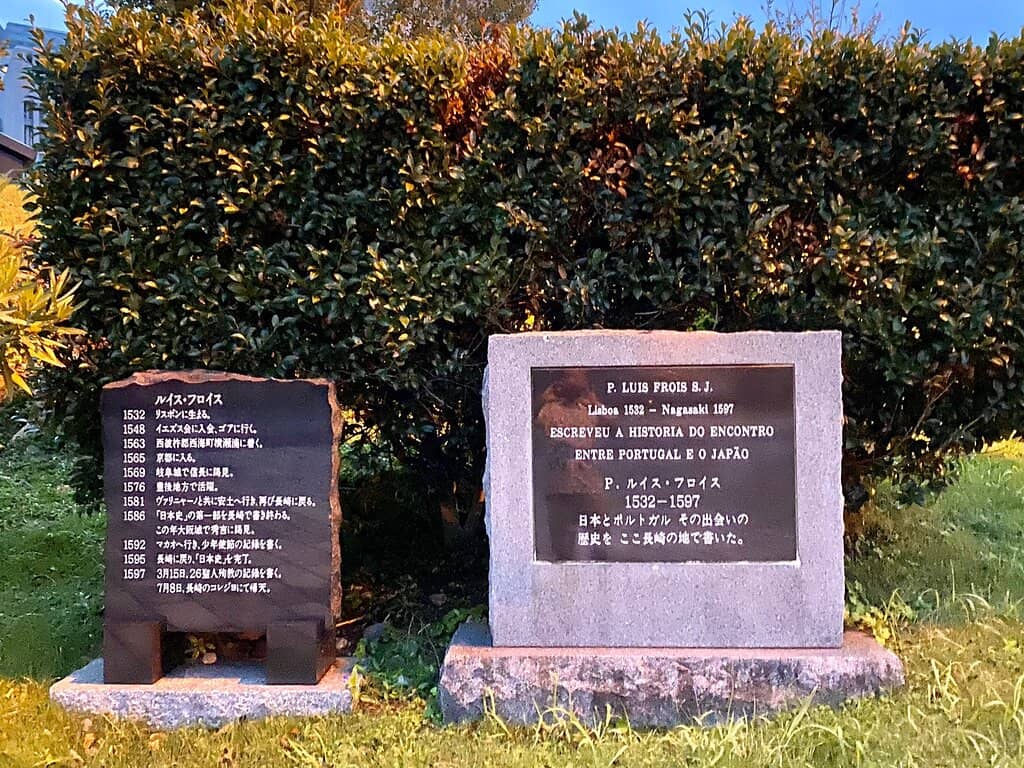 ルイス・フロイス
1532 リスボンに生まる。
1548 イエズス会に入会、ゴアに行く。
1563 西彼杵郡西海町横瀬浦に着く。
1565 京都に入る。
1569 岐阜城で信長に謁見。
1576 豊後地方で活躍。
1581 ヴァリニャーノと共に安土へ行き、再び長崎に戻る。
1586 「日本史」の第一部を長崎で書き終わる。
この年大阪城で秀吉に謁見。
1592 マカオへ行き、少年使節の記録を書く。
1595 長崎に戻り、「日本史」を完了。
1597 3月15日、26聖人殉教の記録を書く。
7月8日、長崎のコレジヨにて帰天。
P. LUIS FROIS S.J.
Lisboa 1532 – Nagasaki 1597
ESCREVEU A HISTORIA DO ENCONTRO
ENTRE PORTUGAL E O JAPÃO
P. ルイス・フロイス
1532–1597
日本とポルトガル その出会いの
歴史を ここ長崎の地で書いた。